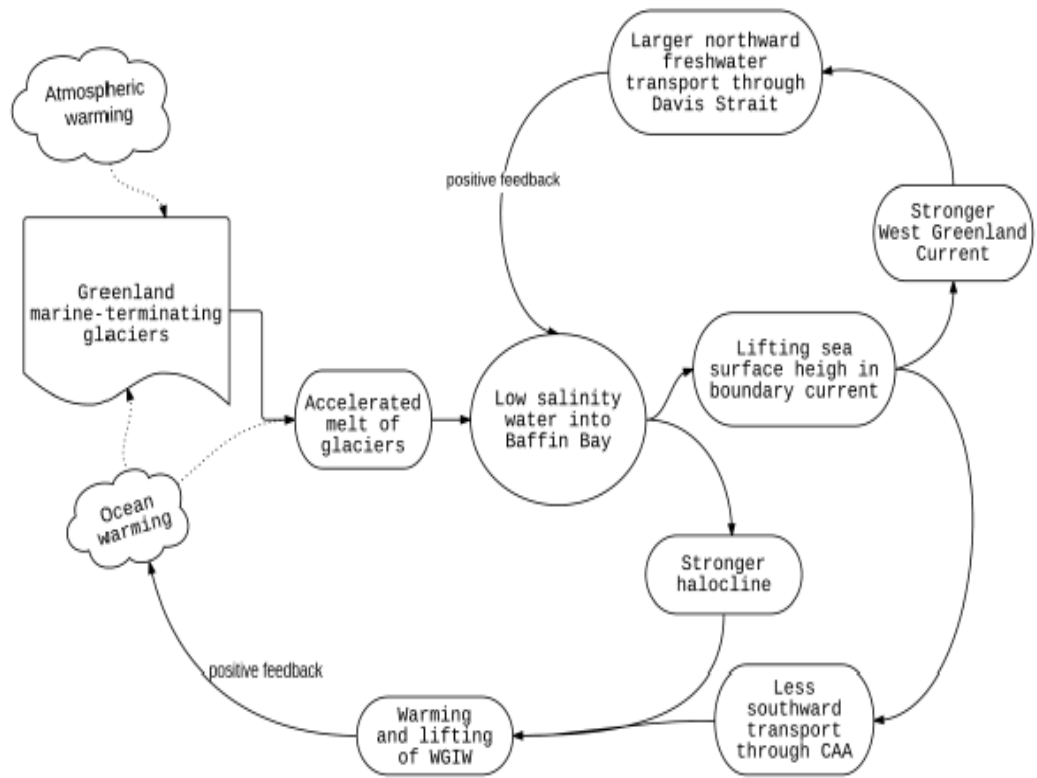 Larger northward
freshwater
transport through
Davis Strait
Atmospheric
warming
positive feedback
Stronger
West Greenland
Current
Greenland
marine-terminating
glaciers
Lifting sea
surface heigh in
boundary current
Accelerated
melt of
glaciers
Low salinity
water into
Baffin Bay
Ocean
warming
Stronger
halocline
positive feedback
Less
southward
transport
through CAA
Warming
and lifting
of WGIW